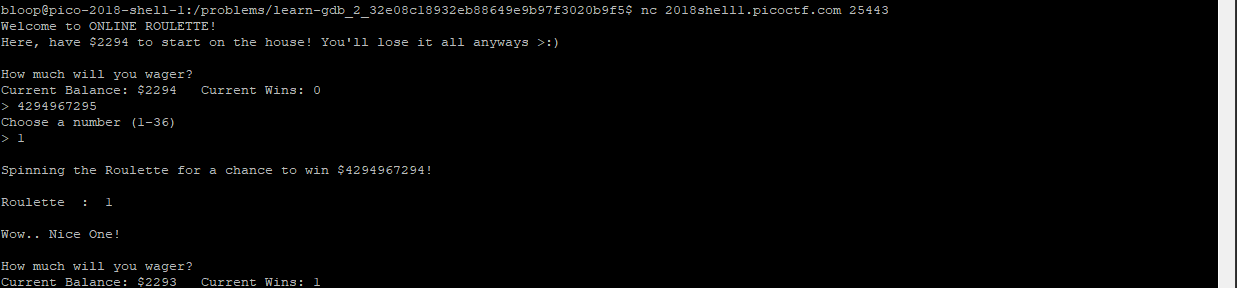 bloop@pico-2018-shell-1:/problems/learn-gdb_2_32e08c18932eb88649e9b97f3020b9f5$ nc 2018shell1.picoctf.com 25443
Welcome to ONLINE ROULETTE!
Here, have $2294 to start on the house! You'll lose it all anyways >:)
How much will you wager?
Current Balance: $2294   Current Wins: 0
> 4294967295
Choose a number (1-36)
> 1
Spinning the Roulette for a chance to win $4294967294!
Roulette  :  1
Wow.. Nice One!
How much will you wager?
Current Balance: $2293   Current Wins: 1